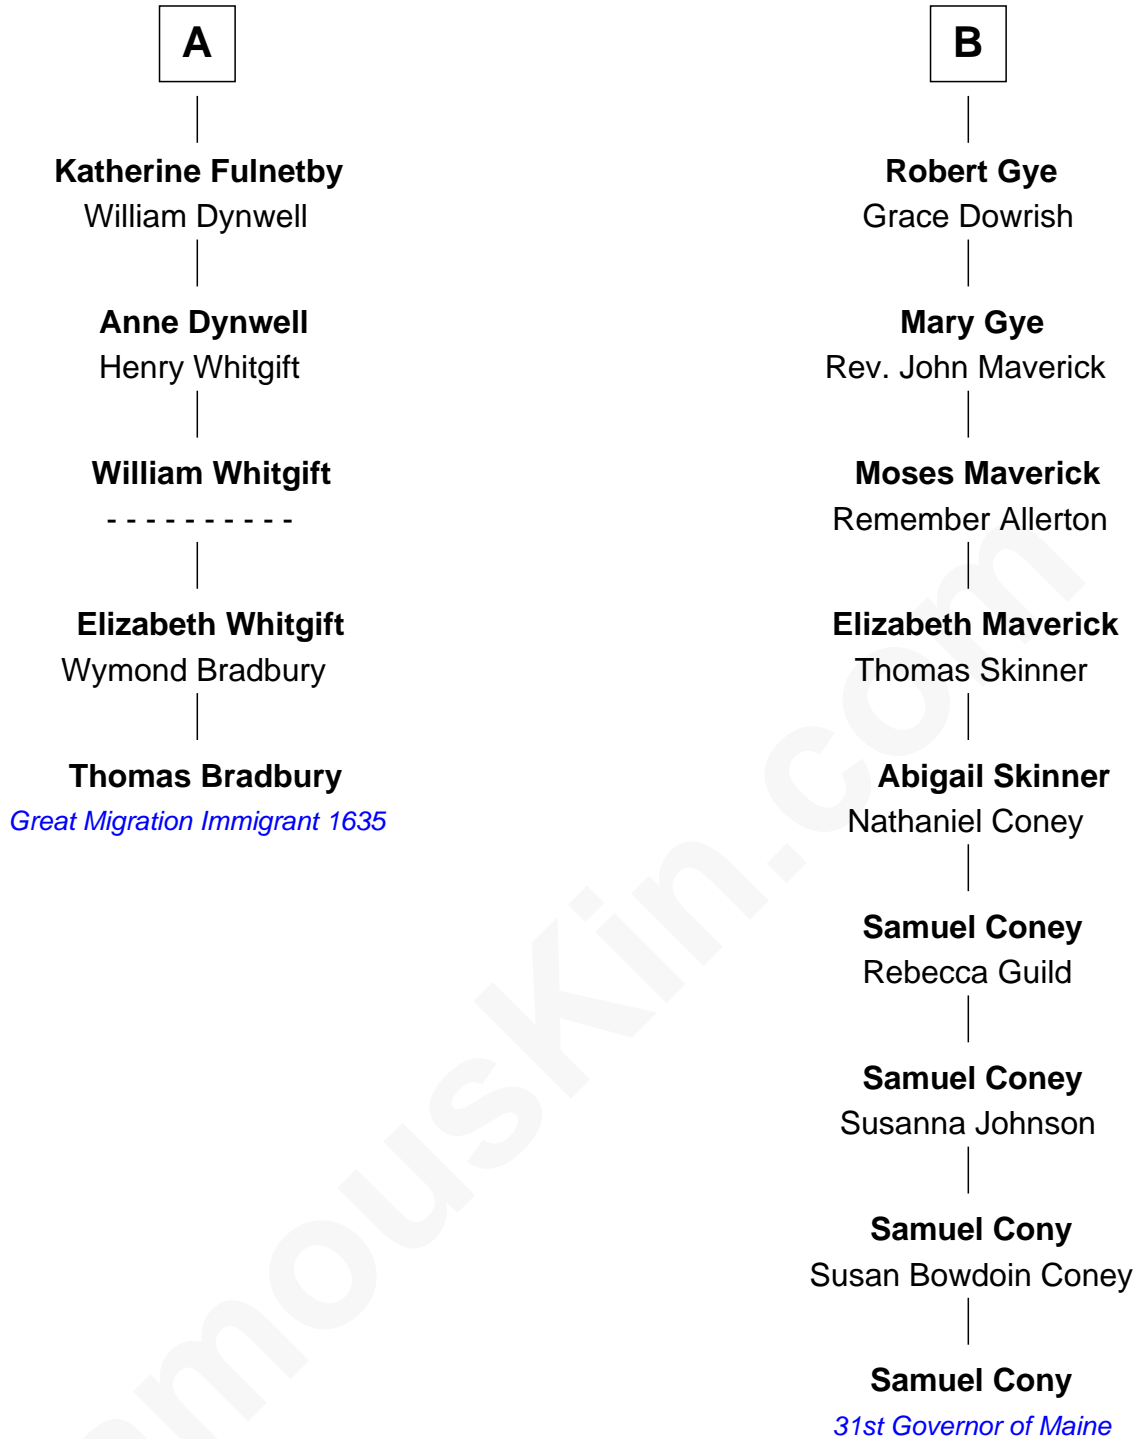 A
Katherine Fulnetby
William Dynwell
Anne Dynwell
Henry Whitgift
William Whitgift
- - - - - - - - - -
Elizabeth Whitgift
Wymond Bradbury
Thomas Bradbury
Great Migration Immigrant 1635
B
Robert Gye
Grace Dowrish
Mary Gye
Rev. John Maverick
Moses Maverick
Remember Allerton
Elizabeth Maverick
Thomas Skinner
Abigail Skinner
Nathaniel Coney
Samuel Coney
Rebecca Guild
Samuel Coney
Susanna Johnson
Samuel Cony
Susan Bowdoin Coney
Samuel Cony
31st Governor of Maine
amouskin.com